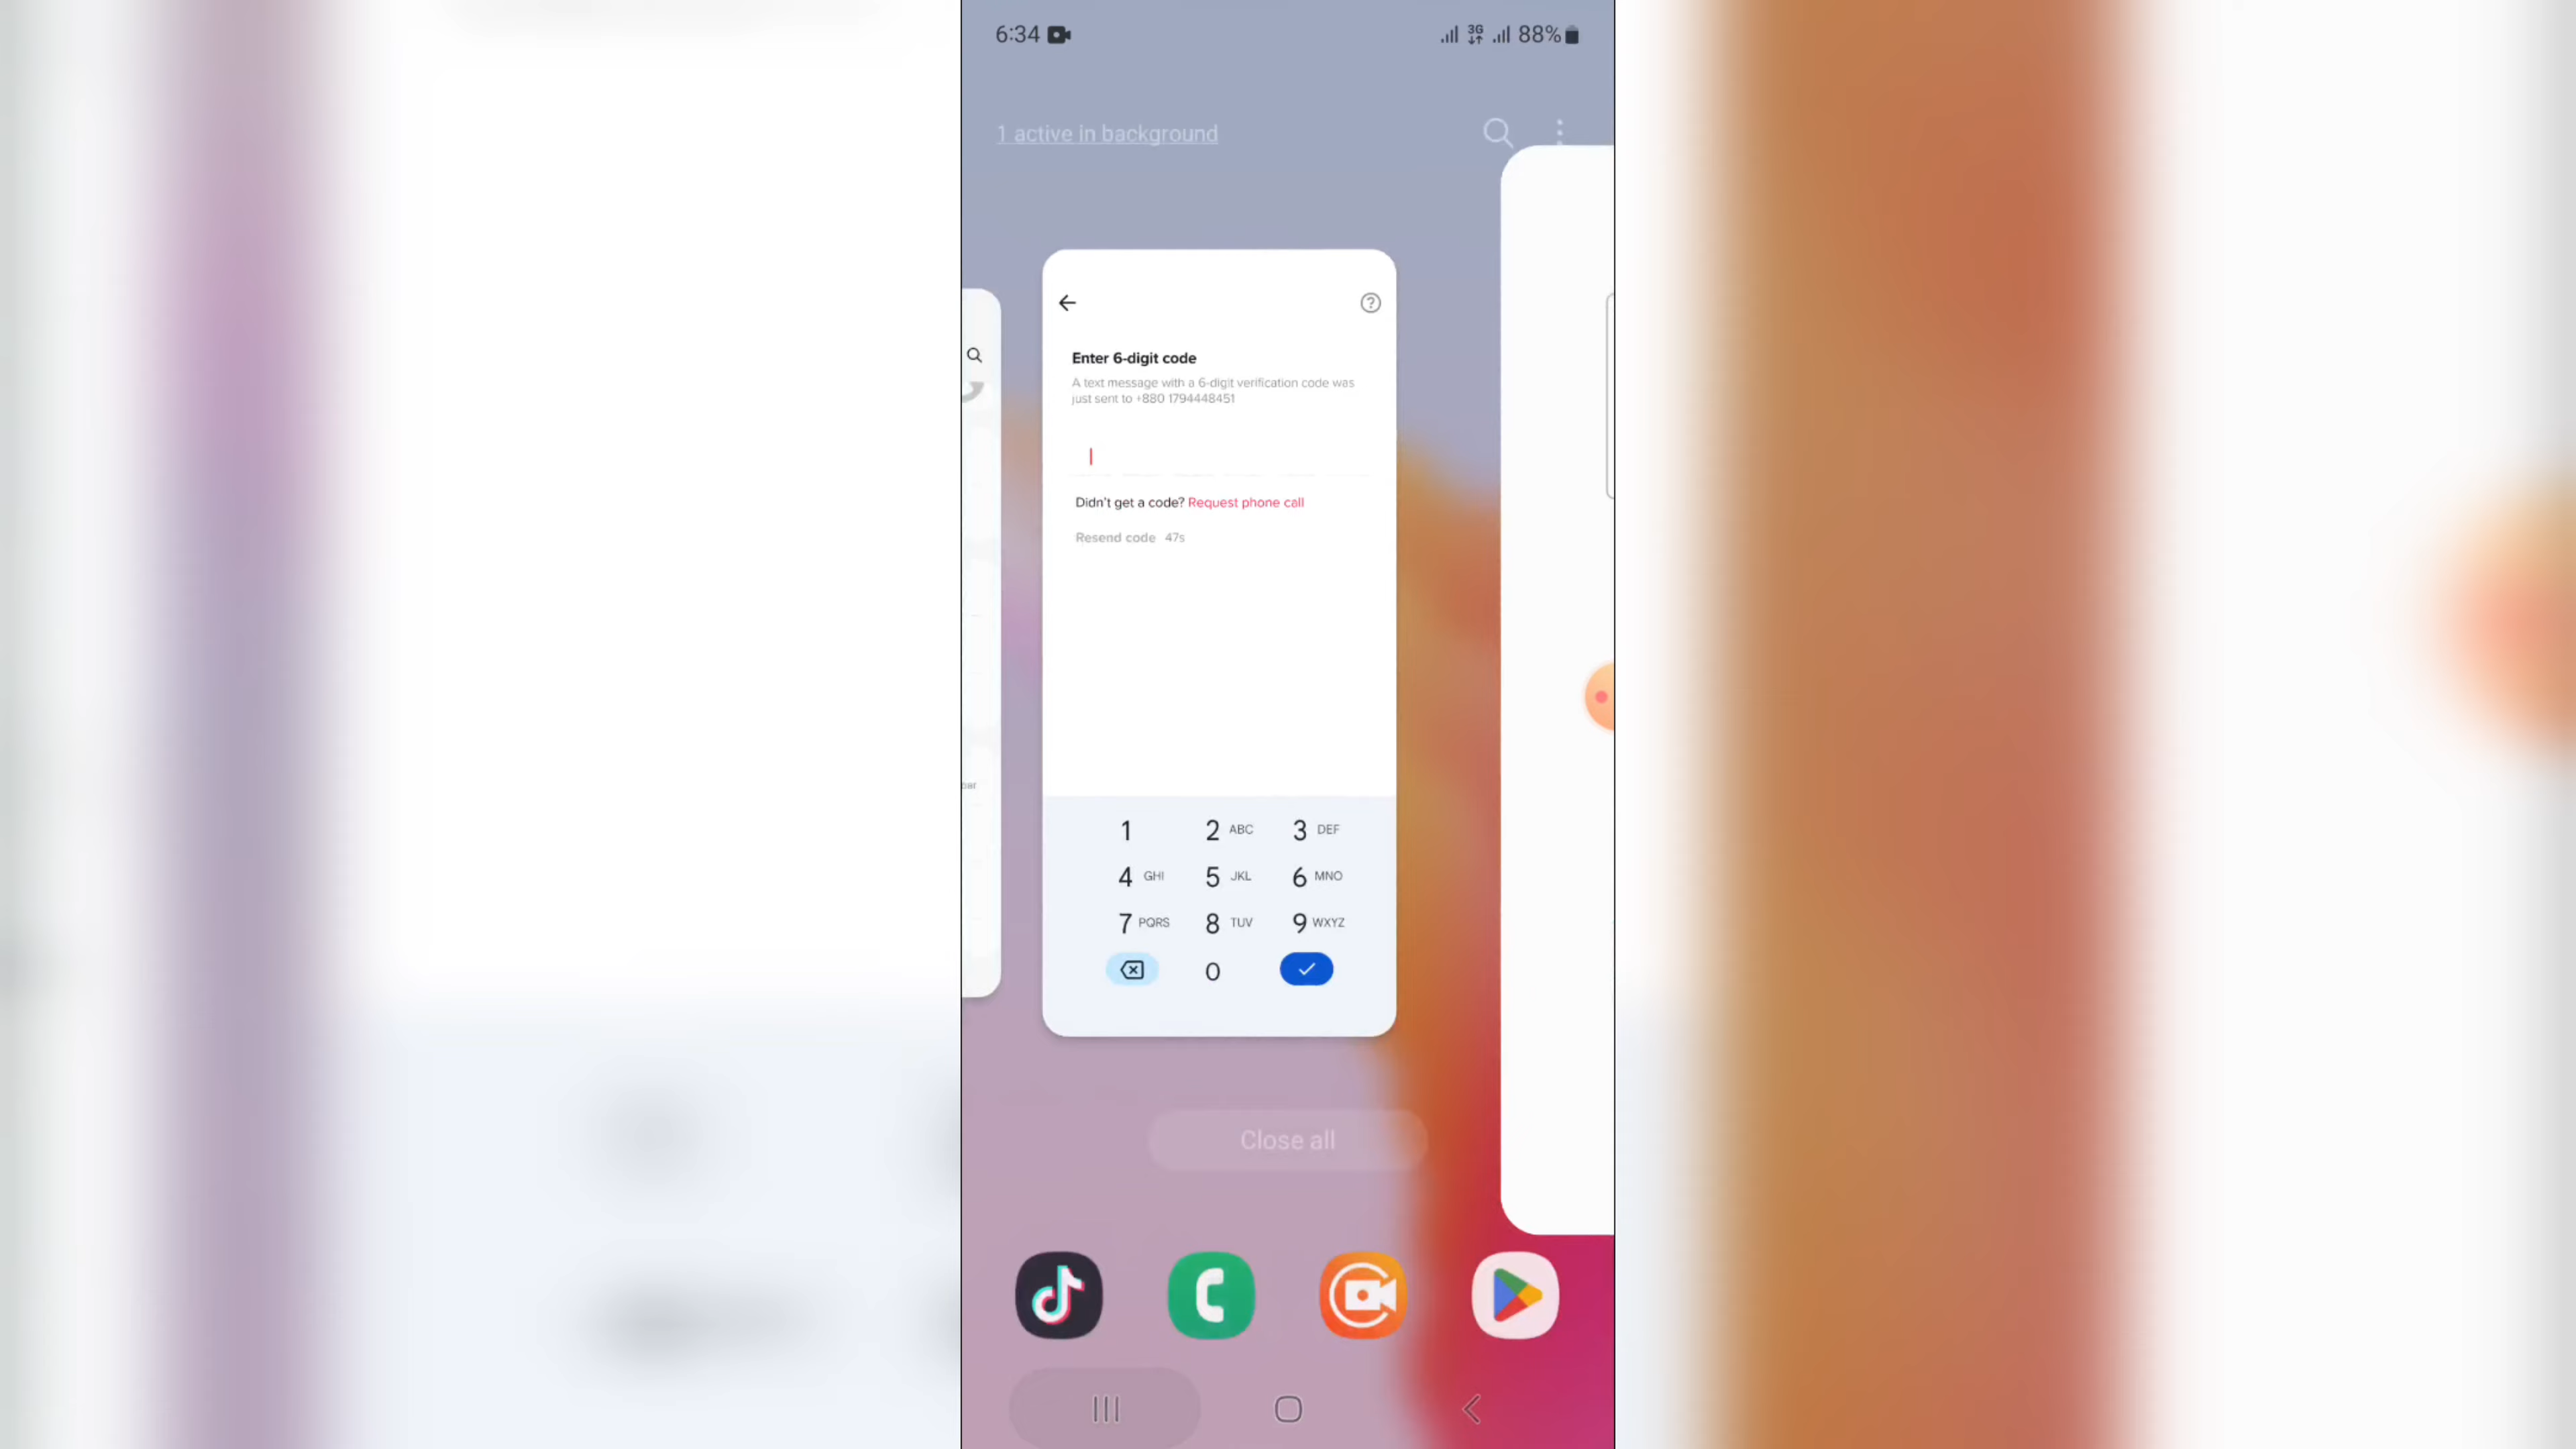 6:34
3G
88%
1 active in background
Enter 6-digit code
A text message with a 6-digit verification code was
just sent to +880 1794448451
Didn't get a code? Request phone call
Resend code 47s
bar
1
2 ABC
3 DEF
4 GHI
5 JKL
6 MNO
7 PQRS
8 TUV
9 WXYZ
0
Close all